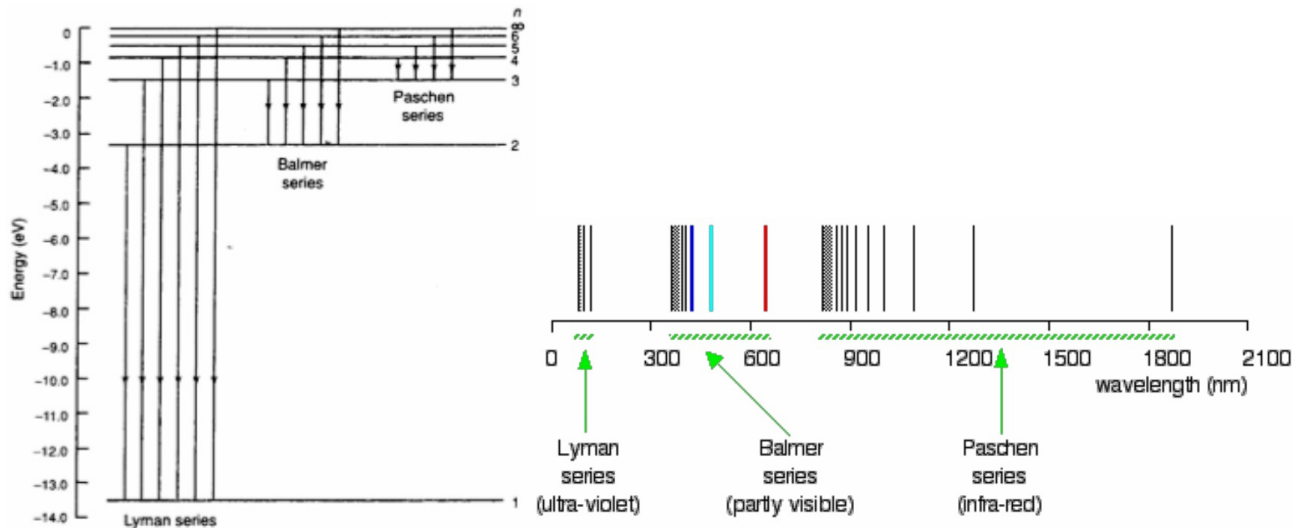 n
0
∞
6
5
-1.0
4
3
-2.0
Paschen
series
-3.0
2
-4.0
Balmer
series
-5.0
-6.0
Energy (eV)
-7.0
-8.0
-9.0
-10.0
-11.0
-12.0
-13.0
1
-14.0
Lyman series
0 300 600 900 1200 1500 1800 2100
wavelength (nm)
Lyman
series
(ultra-violet)
Balmer
series
(partly visible)
Paschen
series
(infra-red)